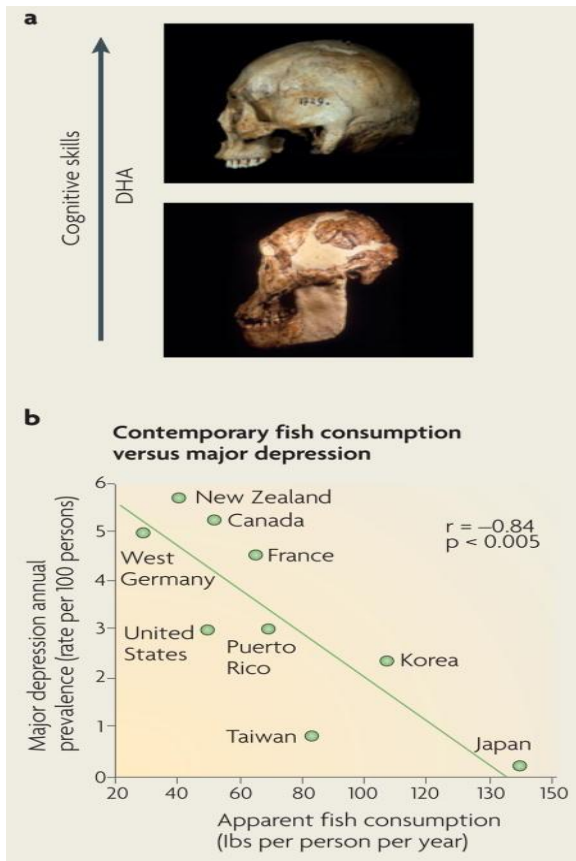 a
Cognitive skills
DHA
1729.
b
Contemporary fish consumption
versus major depression
Major depression annual
prevalence (rate per 100 persons)
6
5
4
3
2
1
0
New Zealand
Canada
r = –0.84
p < 0.005
West
Germany
France
United
States
Puerto
Rico
Korea
Taiwan
Japan
20
40
60
80
100
130
150
Apparent fish consumption
(lbs per person per year)